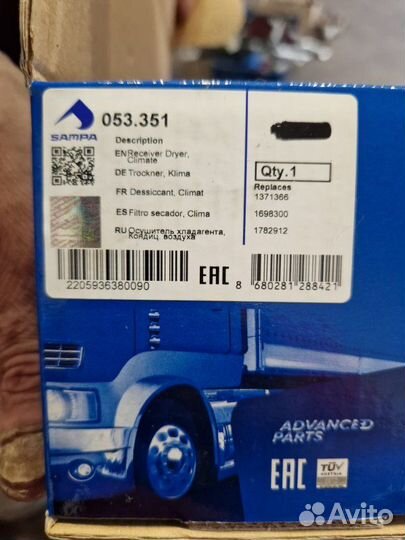 053.351
SAMPA
Description
EN Receiver Dryer, Climate
DE Trockner, Klima
FR Dessiccant, Climat
ES Filtro secador, Clima
RU Осушитель хладагента, Кондиц. воздуха
Qty.1
Replaces
1371366
1698300
1782912
2205936380090
EAC
8 680281 288421
ADVANCED
PARTS
EAC
TÜV
Avito